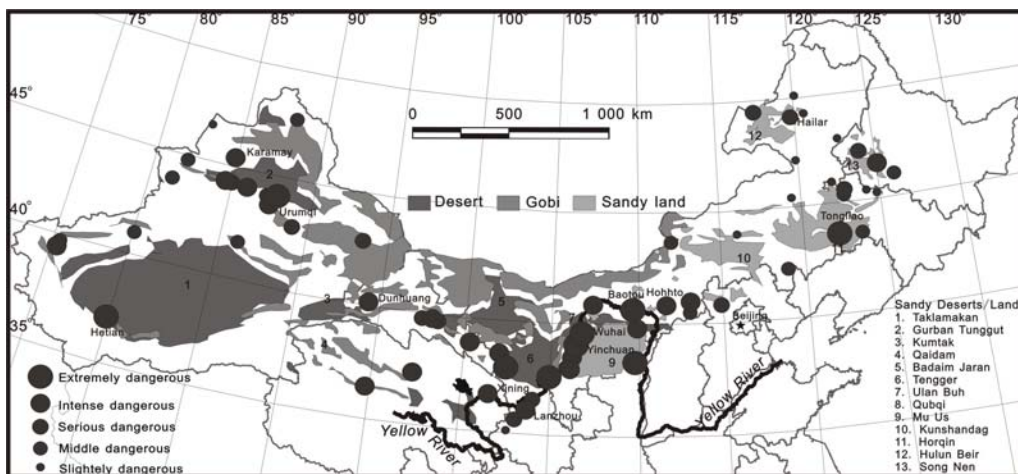 75° 80° 85° 90° 95° 100° 105° 110° 115° 120° 125° 130°
45°
40°
35°
0 500 1 000 km
Desert Gobi Sandy land
Karamay
2
Urumqi
1
Hetian
3
Dunhuang
4
5
6
7
Wuhai
Yinchuan
9
Baotou
Hohhto
Xining
Lanzhou
Yellow River
Yellow River
Beijing
10
Tongliao
12
Hailar
13
Extremely dangerous
Intense dangerous
Serious dangerous
Middle dangerous
Slightely dangerous
Sandy Deserts/Land
1. Taklamakan
2. Gurban Tunggut
3. Kumtak
4. Qaidam
5. Badaim Jaran
6. Tengger
7. Ulan Buh
8. Qubqi
9. Mu Us
10. Kunshandag
11. Horqin
12. Hulun Beir
13. Song Nen